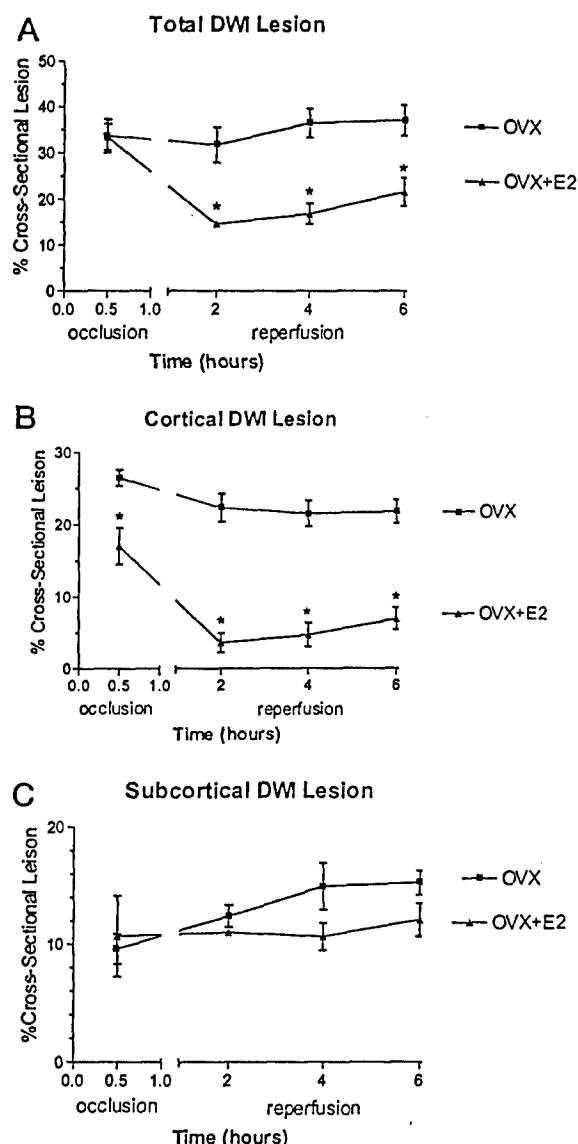 A
Total DWI Lesion
% Cross-Sectional Lesion
50
40
30
20
10
0
* * *
OVX
OVX+E2
0.0 0.5 1.0 2 4 6
occlusion reperfusion
Time (hours)
B
Cortical DWI Lesion
% Cross-Sectional Leison
30
20
10
0
* * * *
OVX
OVX+E2
0.0 0.5 1.0 2 4 6
occlusion reperfusion
Time (hours)
C
Subcortical DWI Lesion
%Cross-Sectional Leison
20
10
0
OVX
OVX+E2
0.0 0.5 1.0 2 4 6
occlusion reperfusion
Time (hours)